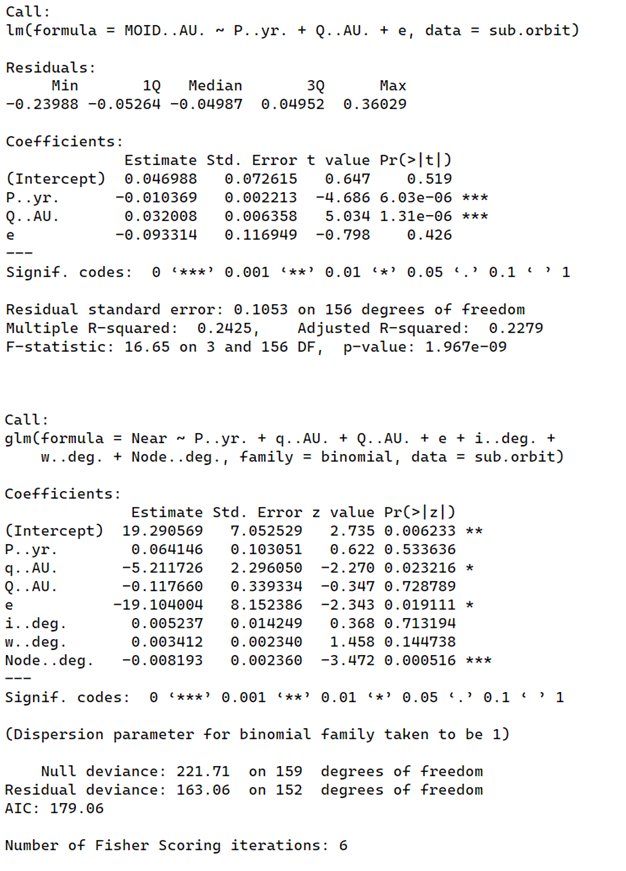 Call:
lm(formula = MOID..AU. ~ P..yr. + Q..AU. + e, data = sub.orbit)
Residuals:
Min 1Q Median 3Q Max
-0.23988 -0.05264 -0.04987 0.04952 0.36029
Coefficients:
Estimate Std. Error t value Pr(>|t|)
(Intercept) 0.046988 0.072615 0.647 0.519
P..yr. -0.010369 0.002213 -4.686 6.03e-06 ***
Q..AU. 0.032008 0.006358 5.034 1.31e-06 ***
e -0.093314 0.116949 -0.798 0.426
---
Signif. codes: 0 ‘***’ 0.001 ‘**’ 0.01 ‘*’ 0.05 ‘.’ 0.1 ‘ ’ 1
Residual standard error: 0.1053 on 156 degrees of freedom
Multiple R-squared: 0.2425, Adjusted R-squared: 0.2279
F-statistic: 16.65 on 3 and 156 DF, p-value: 1.967e-09
Call:
glm(formula = Near ~ P..yr. + q..AU. + Q..AU. + e + i..deg. +
w..deg. + Node..deg., family = binomial, data = sub.orbit)
Coefficients:
Estimate Std. Error z value Pr(>|z|)
(Intercept) 19.290569 7.052529 2.735 0.006233 **
P..yr. 0.064146 0.103051 0.622 0.533636
q..AU. -5.211726 2.296050 -2.270 0.023216 *
Q..AU. -0.117660 0.339334 -0.347 0.728789
e -19.104004 8.152386 -2.343 0.019111 *
i..deg. 0.005237 0.014249 0.368 0.713194
w..deg. 0.003412 0.002340 1.458 0.144738
Node..deg. -0.008193 0.002360 -3.472 0.000516 ***
---
Signif. codes: 0 ‘***’ 0.001 ‘**’ 0.01 ‘*’ 0.05 ‘.’ 0.1 ‘ ’ 1
(Dispersion parameter for binomial family taken to be 1)
Null deviance: 221.71 on 159 degrees of freedom
Residual deviance: 163.06 on 152 degrees of freedom
AIC: 179.06
Number of Fisher Scoring iterations: 6